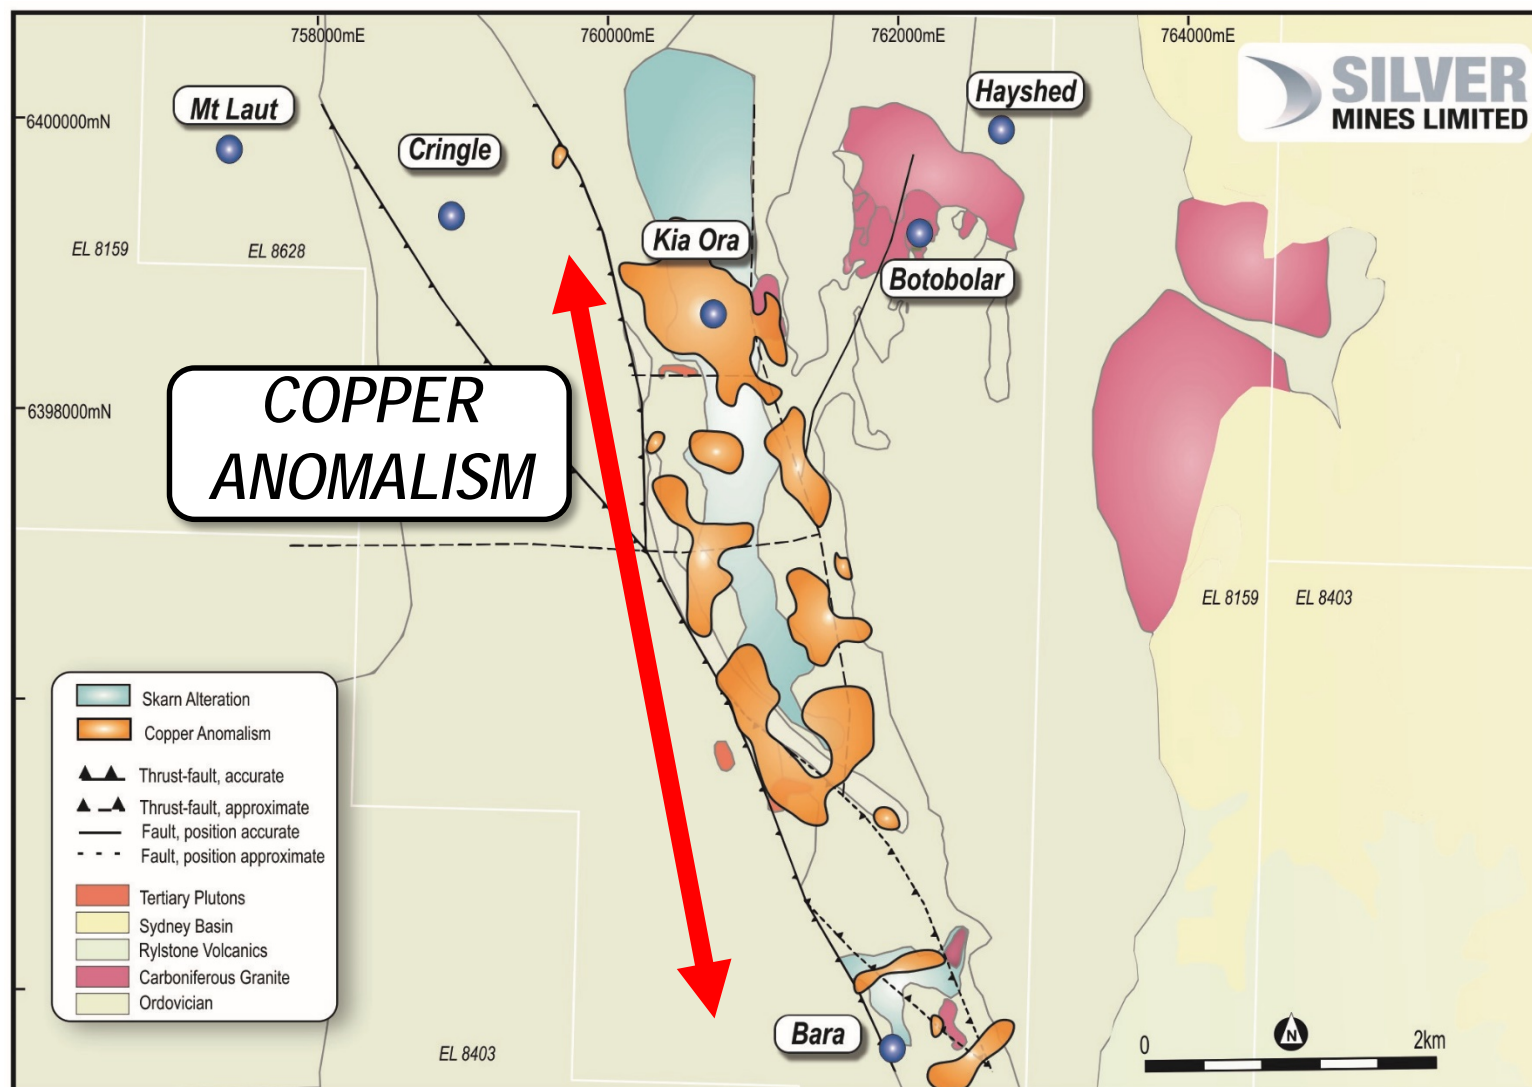 758000mE
760000mE
762000mE
764000mE
SILVER
MINES LIMITED
6400000mN
Mt Laut
Cringle
Hayshed
EL 8159
EL 8628
Kia Ora
Botobolar
6398000mN
COPPER
ANOMALISM
EL 8159
EL 8403
Skarn Alteration
Copper Anomalism
Thrust-fault, accurate
Thrust-fault, approximate
Fault, position accurate
Fault, position approximate
Tertiary Plutons
Sydney Basin
Rylstone Volcanics
Carboniferous Granite
Ordovician
EL 8403
Bara
N
0
2km